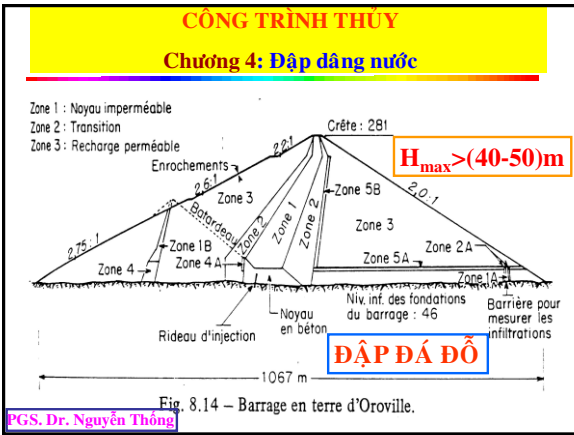 CÔNG TRÌNH THỦY
Chương 4: Đập dâng nước
Zone 1 : Noyau imperméable
Zone 2 : Transition
Zone 3 : Recharge perméable
Crête : 281
H_max>(40-50)m
Enrochements
2,2:1
2,6:1
2,0:1
2,75:1
Zone 3
Batardeau
Zone 2
Zone 1
Zone 2
Zone 5B
Zone 3
Zone 1B
Zone 4
Zone 4A
Zone 5A
Zone 2A
Zone 1A
Niv. inf. des fondations
du barrage : 46
Barrière pour
mesurer les
infiltrations
Noyau
en béton
Rideau d'injection
ĐẬP ĐÁ ĐỖ
1067 m
Fig. 8.14 – Barrage en terre d'Oroville.
PGS. Dr. Nguyễn Thống